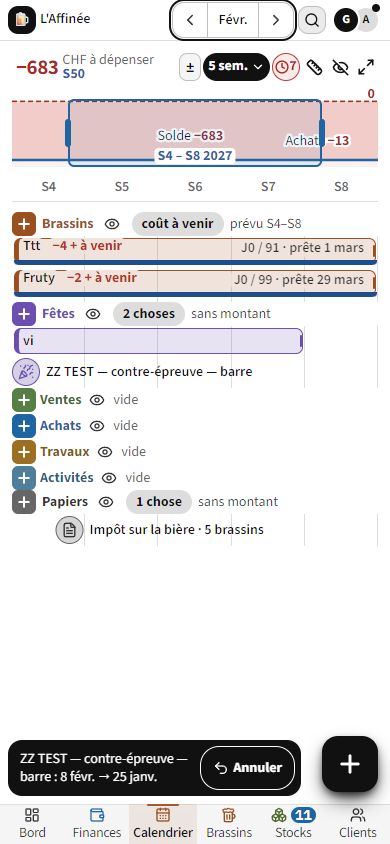 L'Affinée
Févr.
G
A
−683 CHF à dépenser
S50
±
5 sem.
7
0
Solde −683
Achat −13
S4 – S8 2027
S4 S5 S6 S7 S8
Brassins coût à venir prévu S4–S8
Ttt −4 + à venir J0 / 91 · prête 1 mars
Fruty −2 + à venir J0 / 99 · prête 29 mars
Fêtes 2 choses sans montant
vi
ZZ TEST — contre-épreuve — barre
Ventes vide
Achats vide
Travaux vide
Activités vide
Papiers 1 chose sans montant
Impôt sur la bière · 5 brassins
ZZ TEST — contre-épreuve —
barre : 8 févr. → 25 janv.
Annuler
Bord Finances Calendrier Brassins Stocks 11 Clients